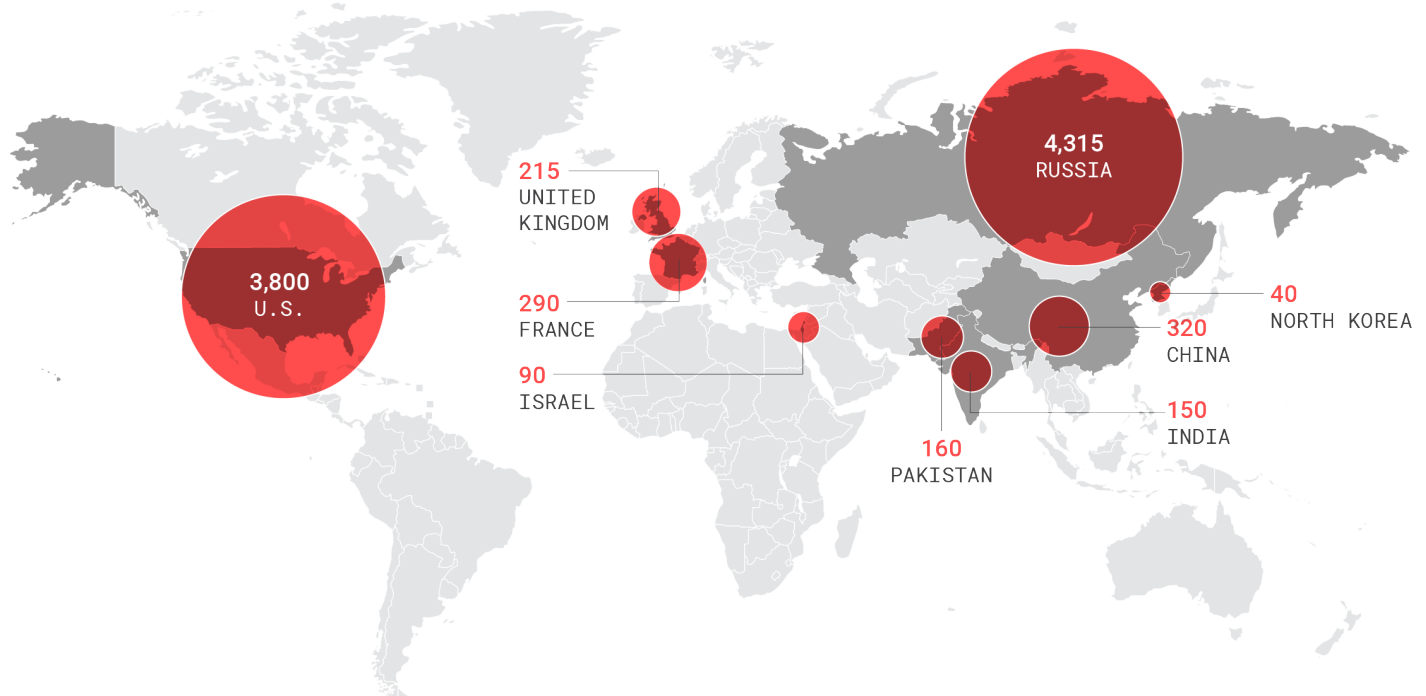 4,315
RUSSIA
215
UNITED
KINGDOM
3,800
U.S.
290
FRANCE
40
NORTH KOREA
320
CHINA
90
ISRAEL
150
INDIA
160
PAKISTAN